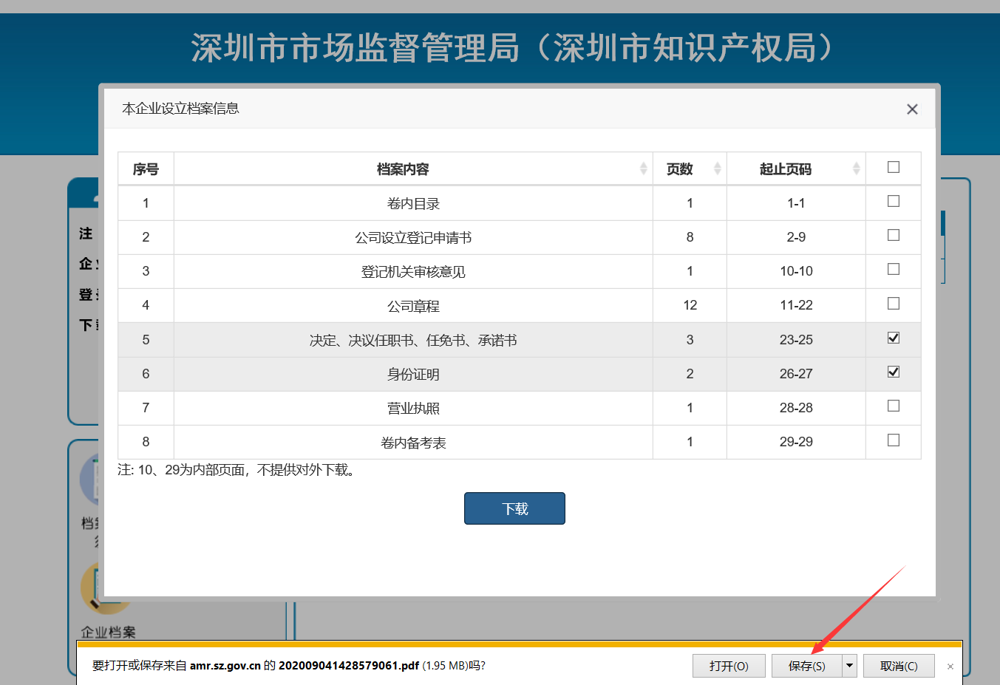 深圳市市场监督管理局（深圳市知识产权局）
本企业设立档案信息
序号 档案内容 页数 起止页码
1 卷内目录 1 1-1
2 公司设立登记申请书 8 2-9
3 登记机关审核意见 1 10-10
4 公司章程 12 11-22
5 决定、决议任职书、任免书、承诺书 3 23-25
6 身份证明 2 26-27
7 营业执照 1 28-28
8 卷内备考表 1 29-29
注: 10、29为内部页面，不提供对外下载。
下载
注
企
登
下
档
企业档案
要打开或保存来自 amr.sz.gov.cn 的 202009041428579061.pdf (1.95 MB)吗?
打开(O) 保存(S) 取消(C)